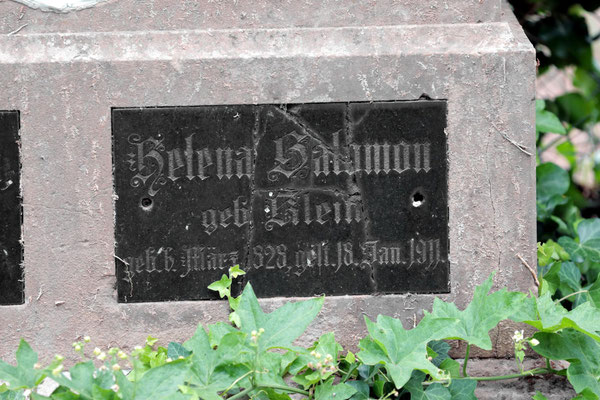 Helena Salomon
geb. Klein
geb. 6. März 1828, gest. 18. Jan. 1911.